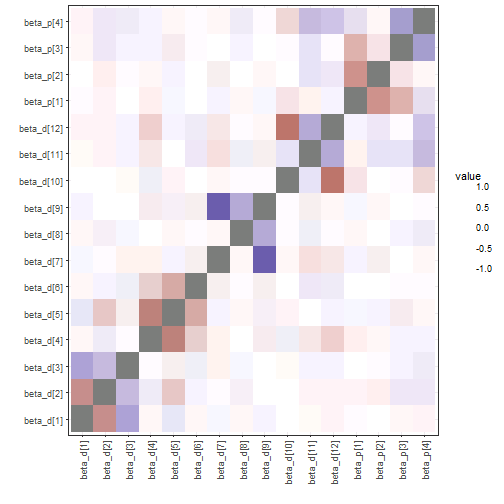 beta_p[4]
beta_p[3]
beta_p[2]
beta_p[1]
beta_d[12]
beta_d[11]
beta_d[10]
beta_d[9]
beta_d[8]
beta_d[7]
beta_d[6]
beta_d[5]
beta_d[4]
beta_d[3]
beta_d[2]
beta_d[1]
beta_d[1]
beta_d[2]
beta_d[3]
beta_d[4]
beta_d[5]
beta_d[6]
beta_d[7]
beta_d[8]
beta_d[9]
beta_d[10]
beta_d[11]
beta_d[12]
beta_p[1]
beta_p[2]
beta_p[3]
beta_p[4]
value
1.0
0.5
0.0
-0.5
-1.0